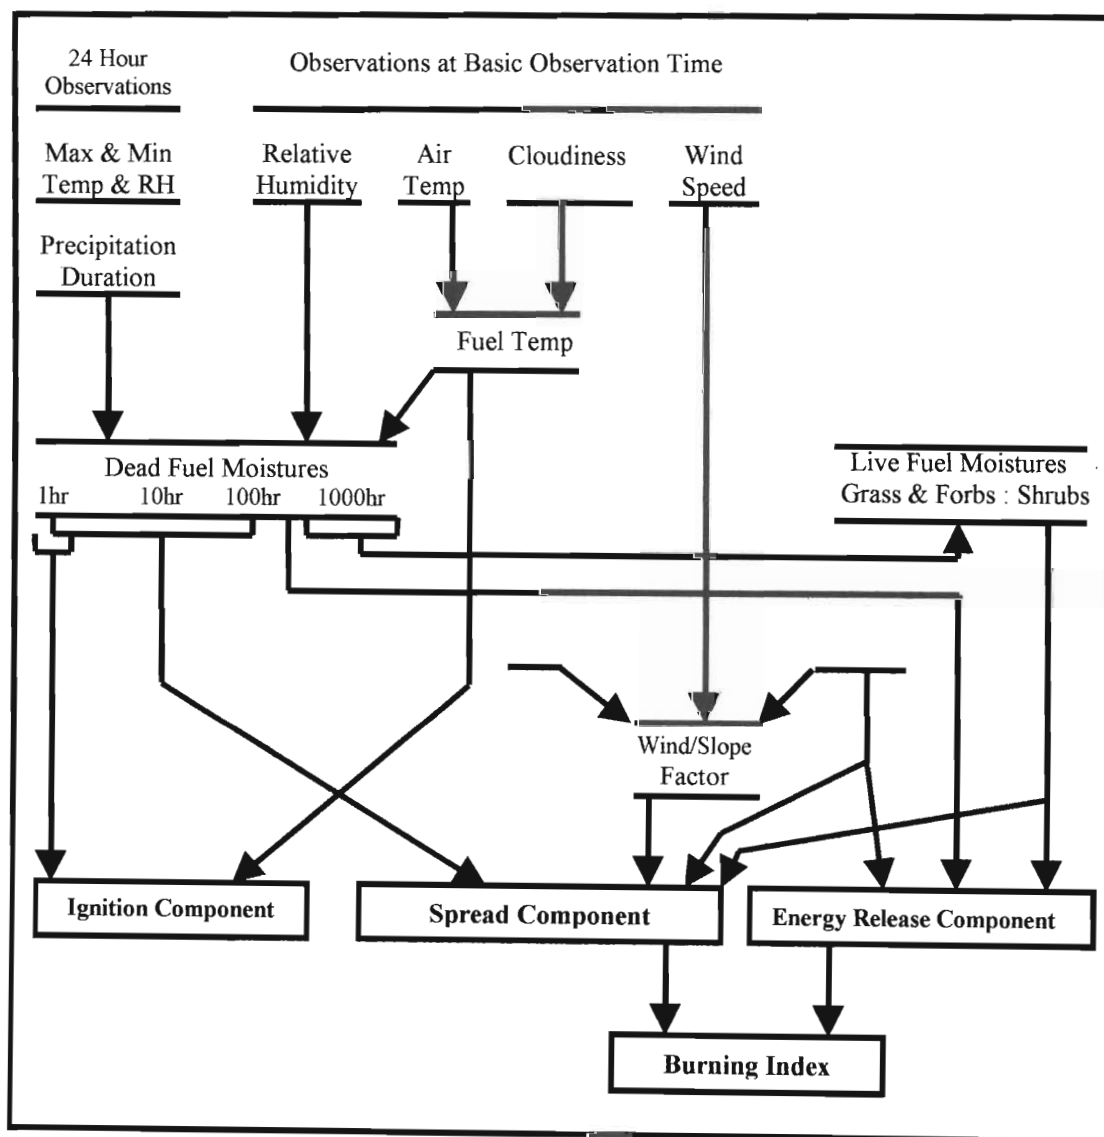 24 Hour
Observations
Observations at Basic Observation Time
Max & Min
Temp & RH
Relative
Humidity
Air
Temp
Cloudiness
Wind
Speed
Precipitation
Duration
Fuel Temp
Dead Fuel Moistures
1hr 10hr 100hr 1000hr
Live Fuel Moistures
Grass & Forbs : Shrubs
Wind/Slope
Factor
Ignition Component
Spread Component
Energy Release Component
Burning Index